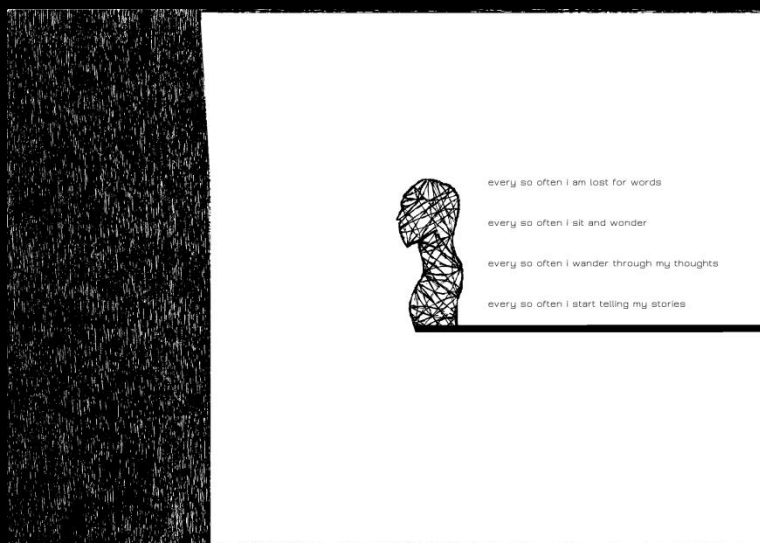 every so often i am lost for words
every so often i sit and wonder
every so often i wander through my thoughts
every so often i start telling my stories